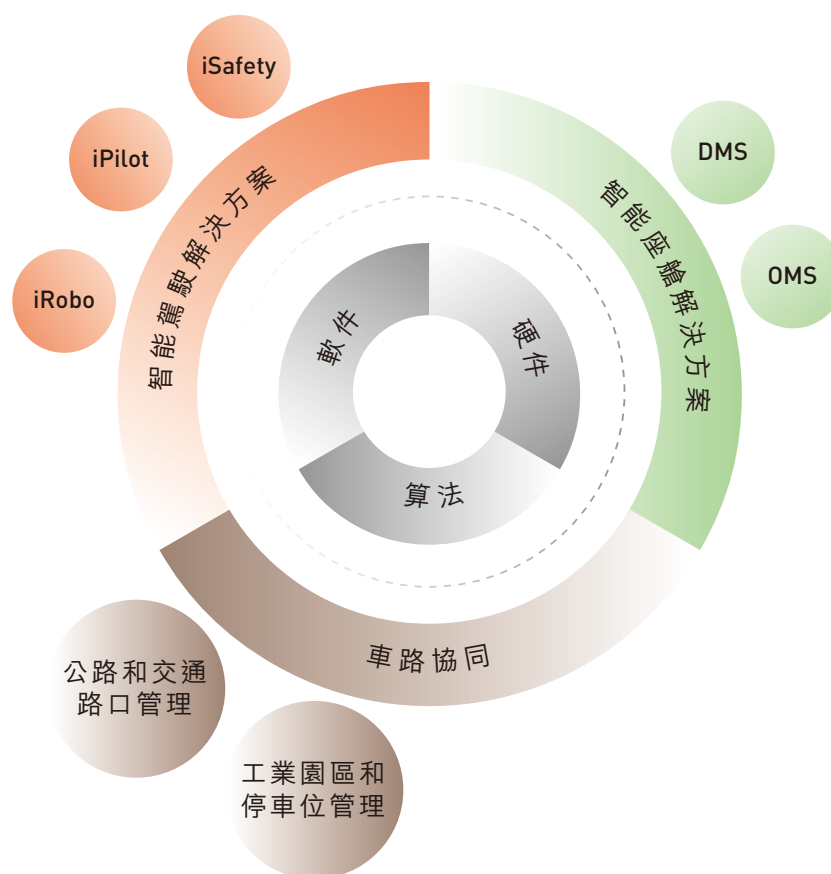 iSafety
iPilot
iRobo
智能駕駛解決方案
DMS
OMS
智能座艙解決方案
軟件
硬件
算法
車路協同
公路和交通
路口管理
工業園區和
停車位管理